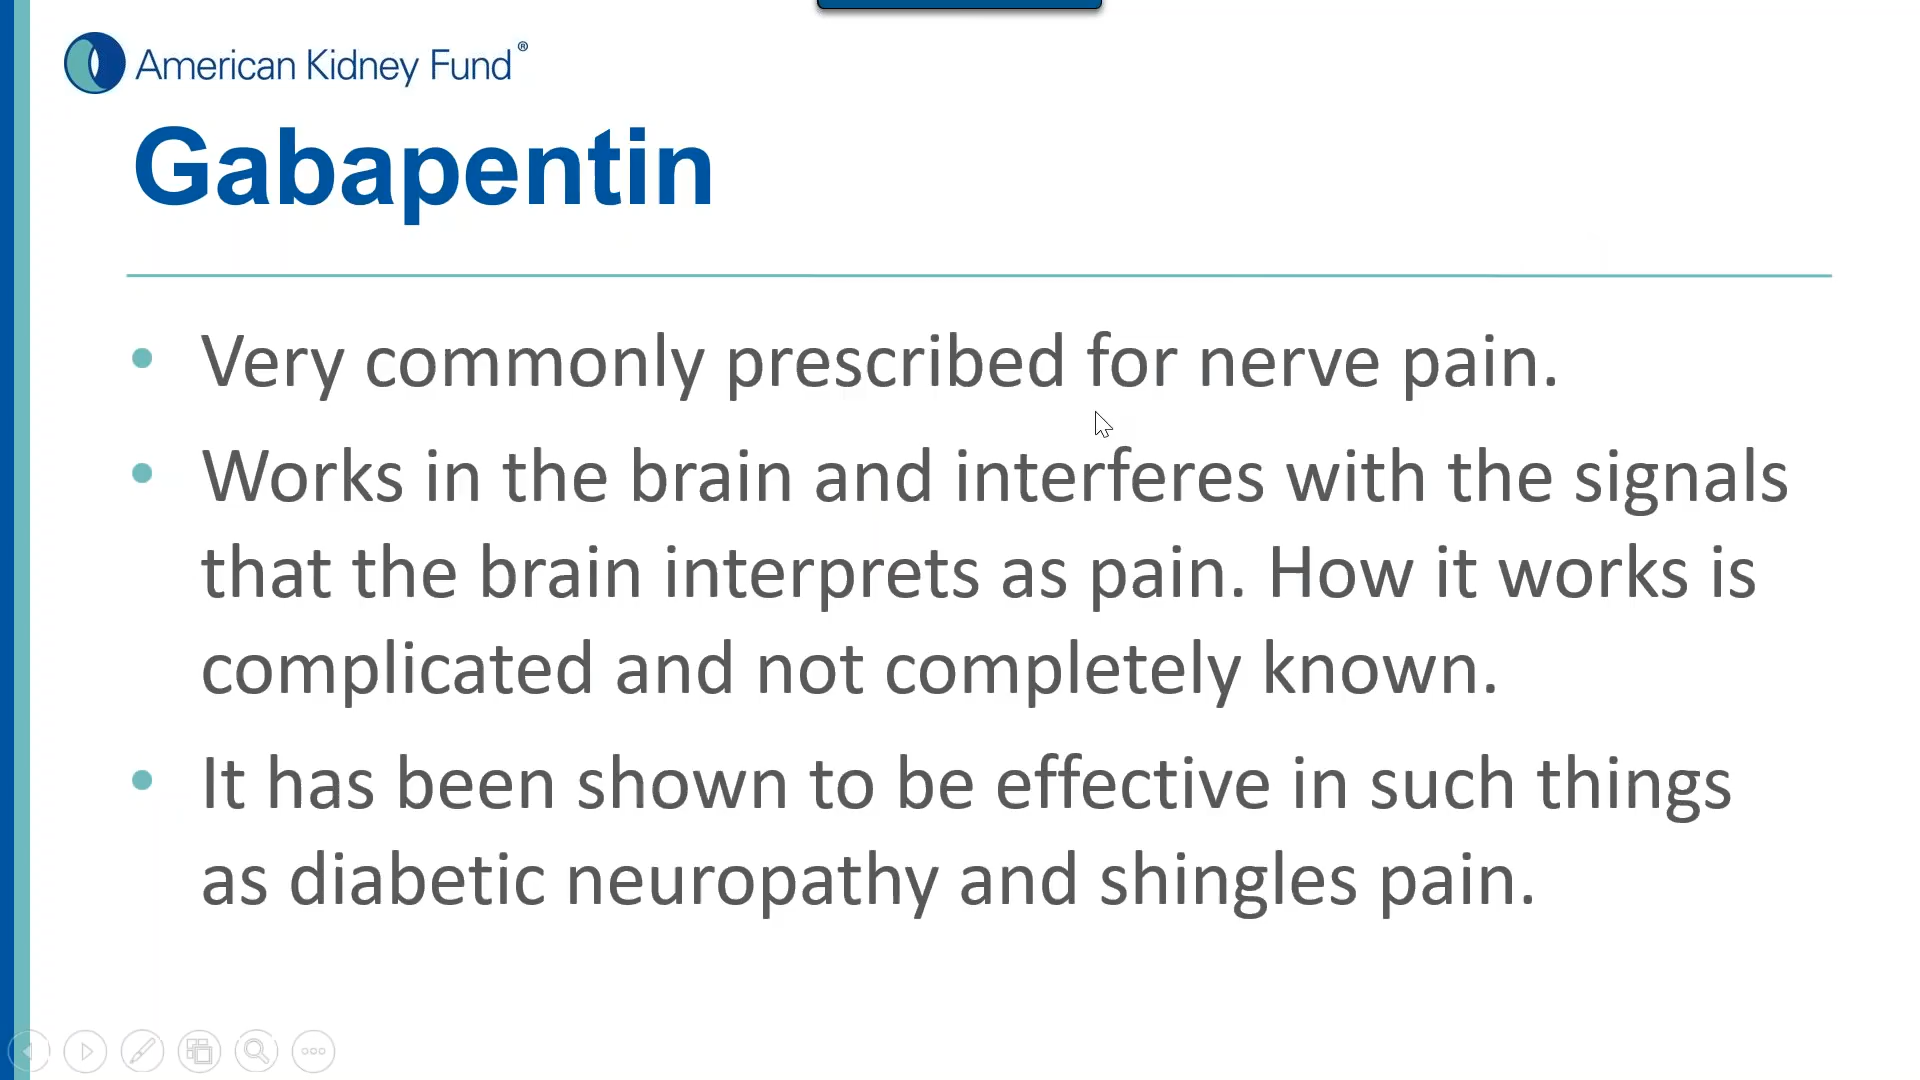 American Kidney Fund®
Gabapentin
• Very commonly prescribed for nerve pain.
• Works in the brain and interferes with the signals
that the brain interprets as pain. How it works is
complicated and not completely known.
• It has been shown to be effective in such things
as diabetic neuropathy and shingles pain.